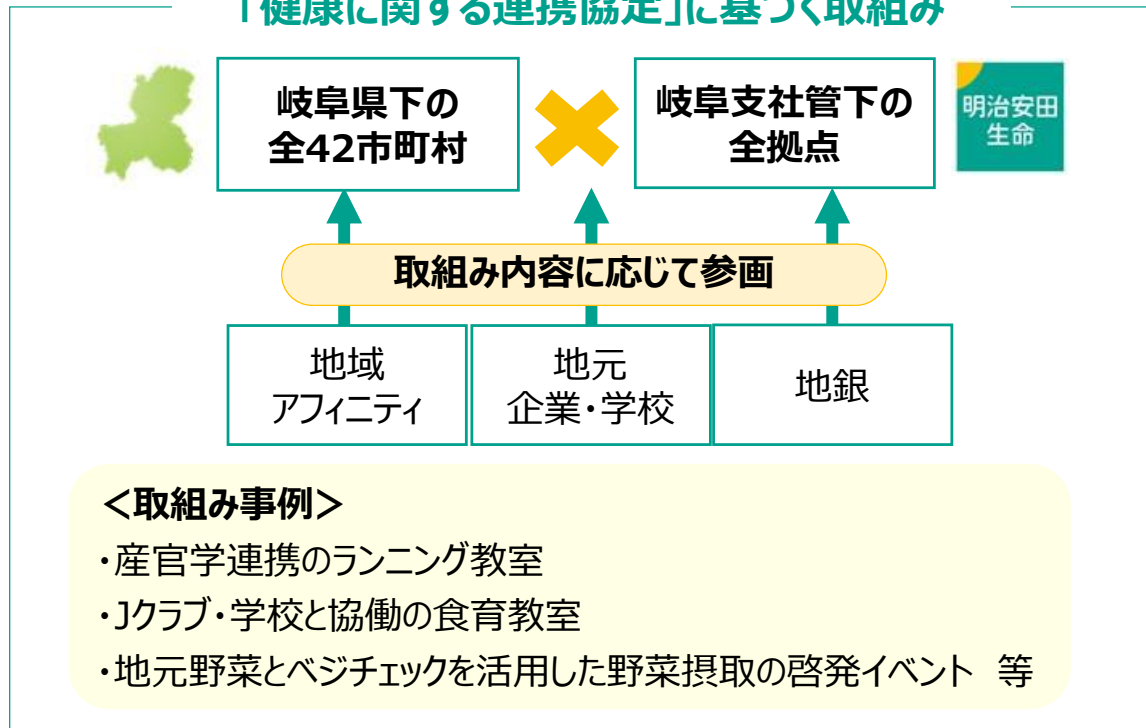 「健康に関する連携協定」に基づく取組み
岐阜県下の
全42市町村
岐阜支社管下の
全拠点
明治安田
生命
取組み内容に応じて参画
地域
アフィニティ
地元
企業・学校
地銀
＜取組み事例＞
・産官学連携のランニング教室
・Jクラブ・学校と協働の食育教室
・地元野菜とベジチェックを活用した野菜摂取の啓発イベント 等